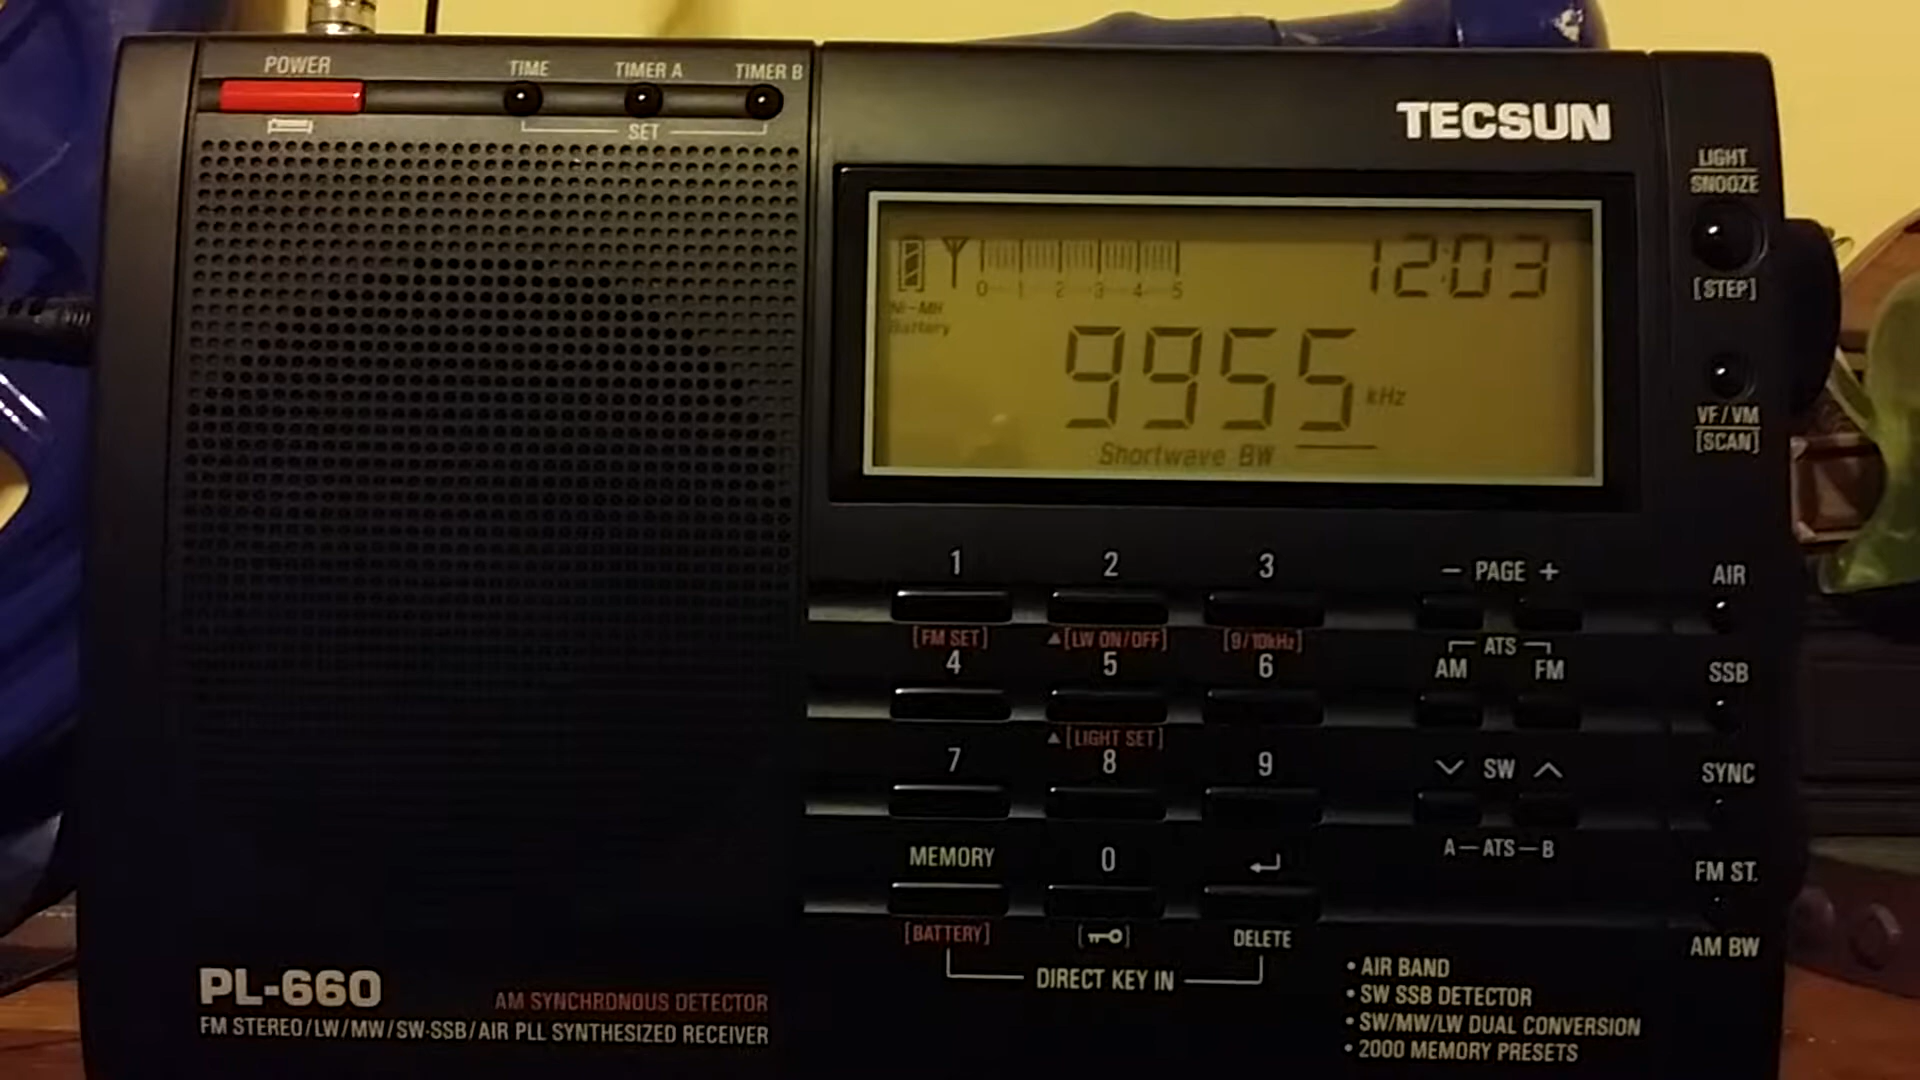 POWER TIME TIMER A TIMER B
SET
TECSUN
LIGHT
SNOOZE
[STEP]
12:03
0 1 2 3 4 5
Ni-MH
Battery
9955 kHz
Shortwave BW
VF/VM
[SCAN]
1 2 3 - PAGE + AIR
[FM SET] ▲[LW ON/OFF] [9/10kHz] ATS
4 5 6 AM FM SSB
▲[LIGHT SET]
7 8 9 SW SYNC
MEMORY 0 A-ATS-B FM ST.
[BATTERY] DELETE AM BW
DIRECT KEY IN
PL-660 AM SYNCHRONOUS DETECTOR
FM STEREO/LW/MW/SW-SSB/AIR PLL SYNTHESIZED RECEIVER
• AIR BAND
• SW SSB DETECTOR
• SW/MW/LW DUAL CONVERSION
• 2000 MEMORY PRESETS